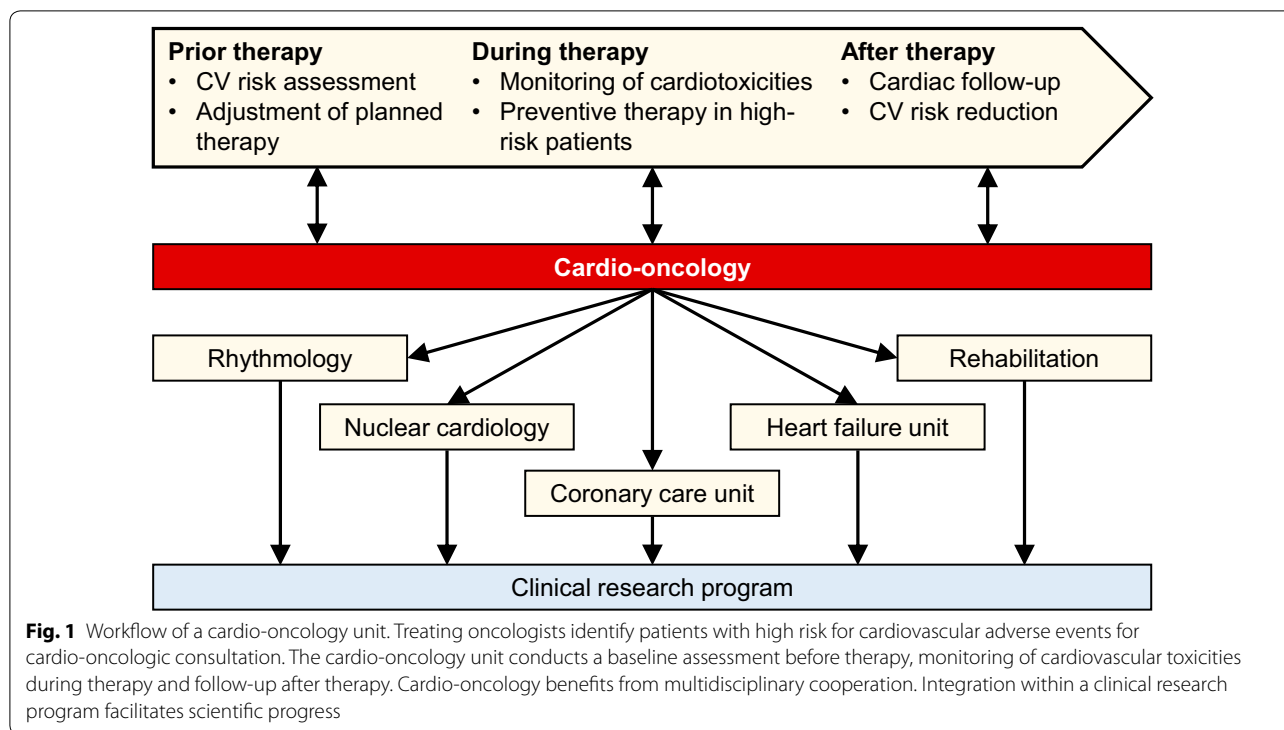 Prior therapy
• CV risk assessment
• Adjustment of planned
therapy
During therapy
• Monitoring of cardiotoxicities
• Preventive therapy in high-
risk patients
After therapy
• Cardiac follow-up
• CV risk reduction
Cardio-oncology
Rhythmology
Rehabilitation
Nuclear cardiology
Heart failure unit
Coronary care unit
Clinical research program
Fig. 1 Workflow of a cardio-oncology unit. Treating oncologists identify patients with high risk for cardiovascular adverse events for
cardio-oncologic consultation. The cardio-oncology unit conducts a baseline assessment before therapy, monitoring of cardiovascular toxicities
during therapy and follow-up after therapy. Cardio-oncology benefits from multidisciplinary cooperation. Integration within a clinical research
program facilitates scientific progress